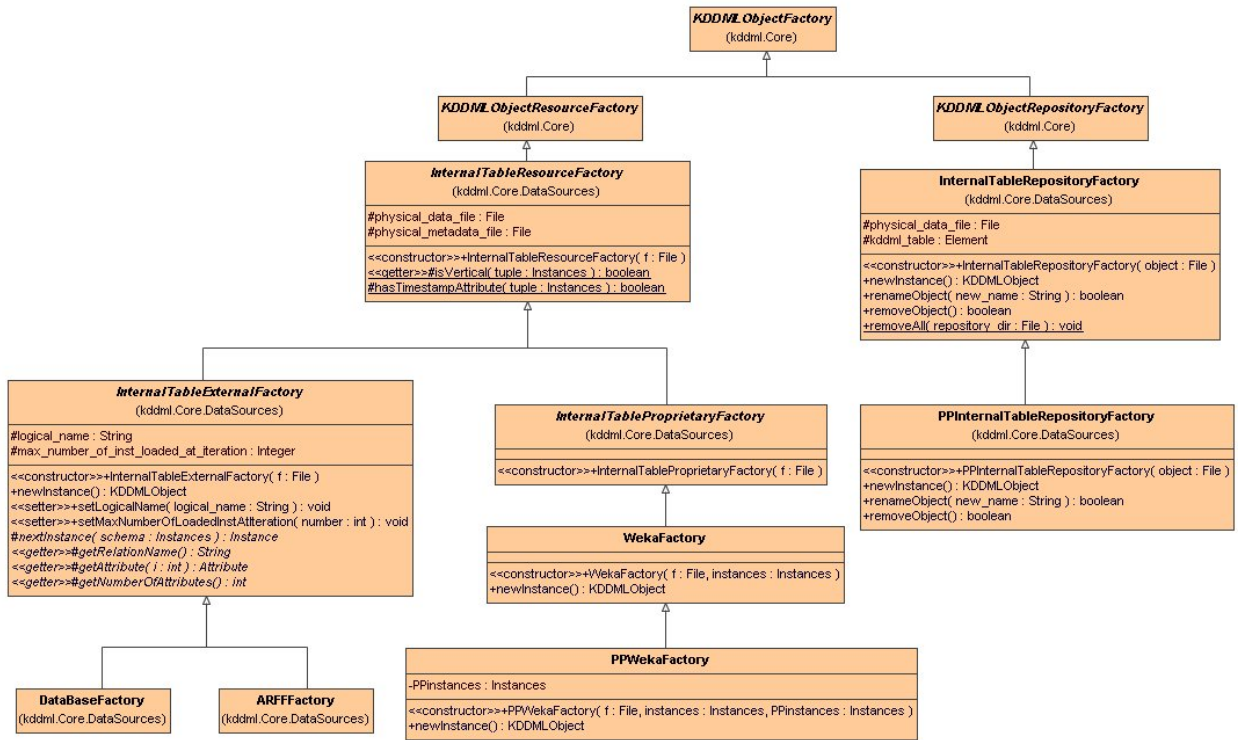 KDDMLObjectFactory
(kddml.Core)
KDDMLObjectResourceFactory
(kddml.Core)
KDDMLObjectRepositoryFactory
(kddml.Core)
InternalTableResourceFactory
(kddml.Core.DataSources)
#physical_data_file : File
#physical_metadata_file : File
<<constructor>>+InternalTableResourceFactory( f : File )
<<getter>>#isVertical( tuple : Instances ) : boolean
#hasTimestampAttribute( tuple : Instances ) : boolean
InternalTableRepositoryFactory
(kddml.Core.DataSources)
#physical_data_file : File
#kddml_table : Element
<<constructor>>+InternalTableRepositoryFactory( object : File )
+newInstance() : KDDMLObject
+renameObject( new_name : String ) : boolean
+removeObject() : boolean
+removeAll( repository_dir : File ) : void
InternalTableExternalFactory
(kddml.Core.DataSources)
#logical_name : String
#max_number_of_inst_loaded_at_iteration : Integer
<<constructor>>+InternalTableExternalFactory( f : File )
+newInstance() : KDDMLObject
<<setter>>+setLogicalName( logical_name : String ) : void
<<setter>>+setMaxNumberOfLoadedInstAtIteration( number : int ) : void
#nextInstance( schema : Instances ) : Instance
<<getter>>#getRelationName() : String
<<getter>>#getAttribute( i : int ) : Attribute
<<getter>>#getNumberOfAttributes() : int
InternalTableProprietaryFactory
(kddml.Core.DataSources)
<<constructor>>+InternalTableProprietaryFactory( f : File )
PPInternalTableRepositoryFactory
(kddml.Core.DataSources)
<<constructor>>+PPInternalTableRepositoryFactory( object : File )
+newInstance() : KDDMLObject
+renameObject( new_name : String ) : boolean
+removeObject() : boolean
WekaFactory
<<constructor>>+WekaFactory( f : File, instances : Instances )
+newInstance() : KDDMLObject
DataBaseFactory
(kddml.Core.DataSources)
ARFFFactory
(kddml.Core.DataSources)
PPWekaFactory
-PPinstances : Instances
<<constructor>>+PPWekaFactory( f : File, instances : Instances, PPinstances : Instances )
+newInstance() : KDDMLObject